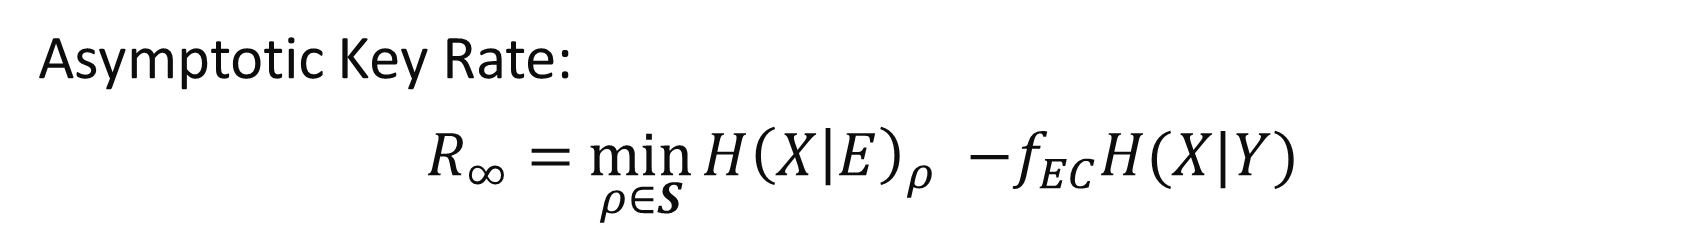 Asymptotic Key Rate:
R∞ = min ρ∈S H(X|E)ρ −fEC H(X|Y)